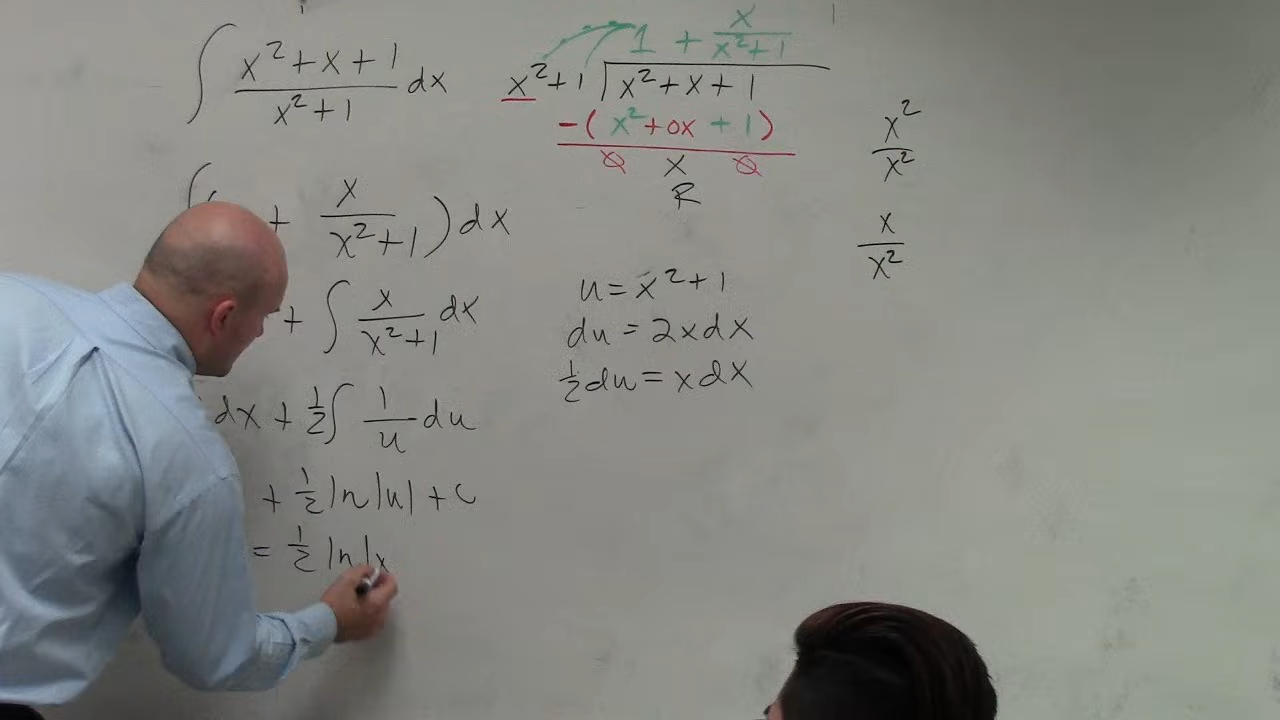 ∫ (x² + x + 1)/(x² + 1) dx
1 + x/(x² + 1)
x² + 1 ) x² + x + 1
-( x² + 0x + 1 )
0 x 0
R
x²/x²
x/x²
∫( + x/(x² + 1) ) dx
+ ∫ x/(x² + 1) dx
dx + ½ ∫ 1/u du
+ ½ ln |u| + c
= ½ ln |x
u = x² + 1
du = 2x dx
½ du = x dx